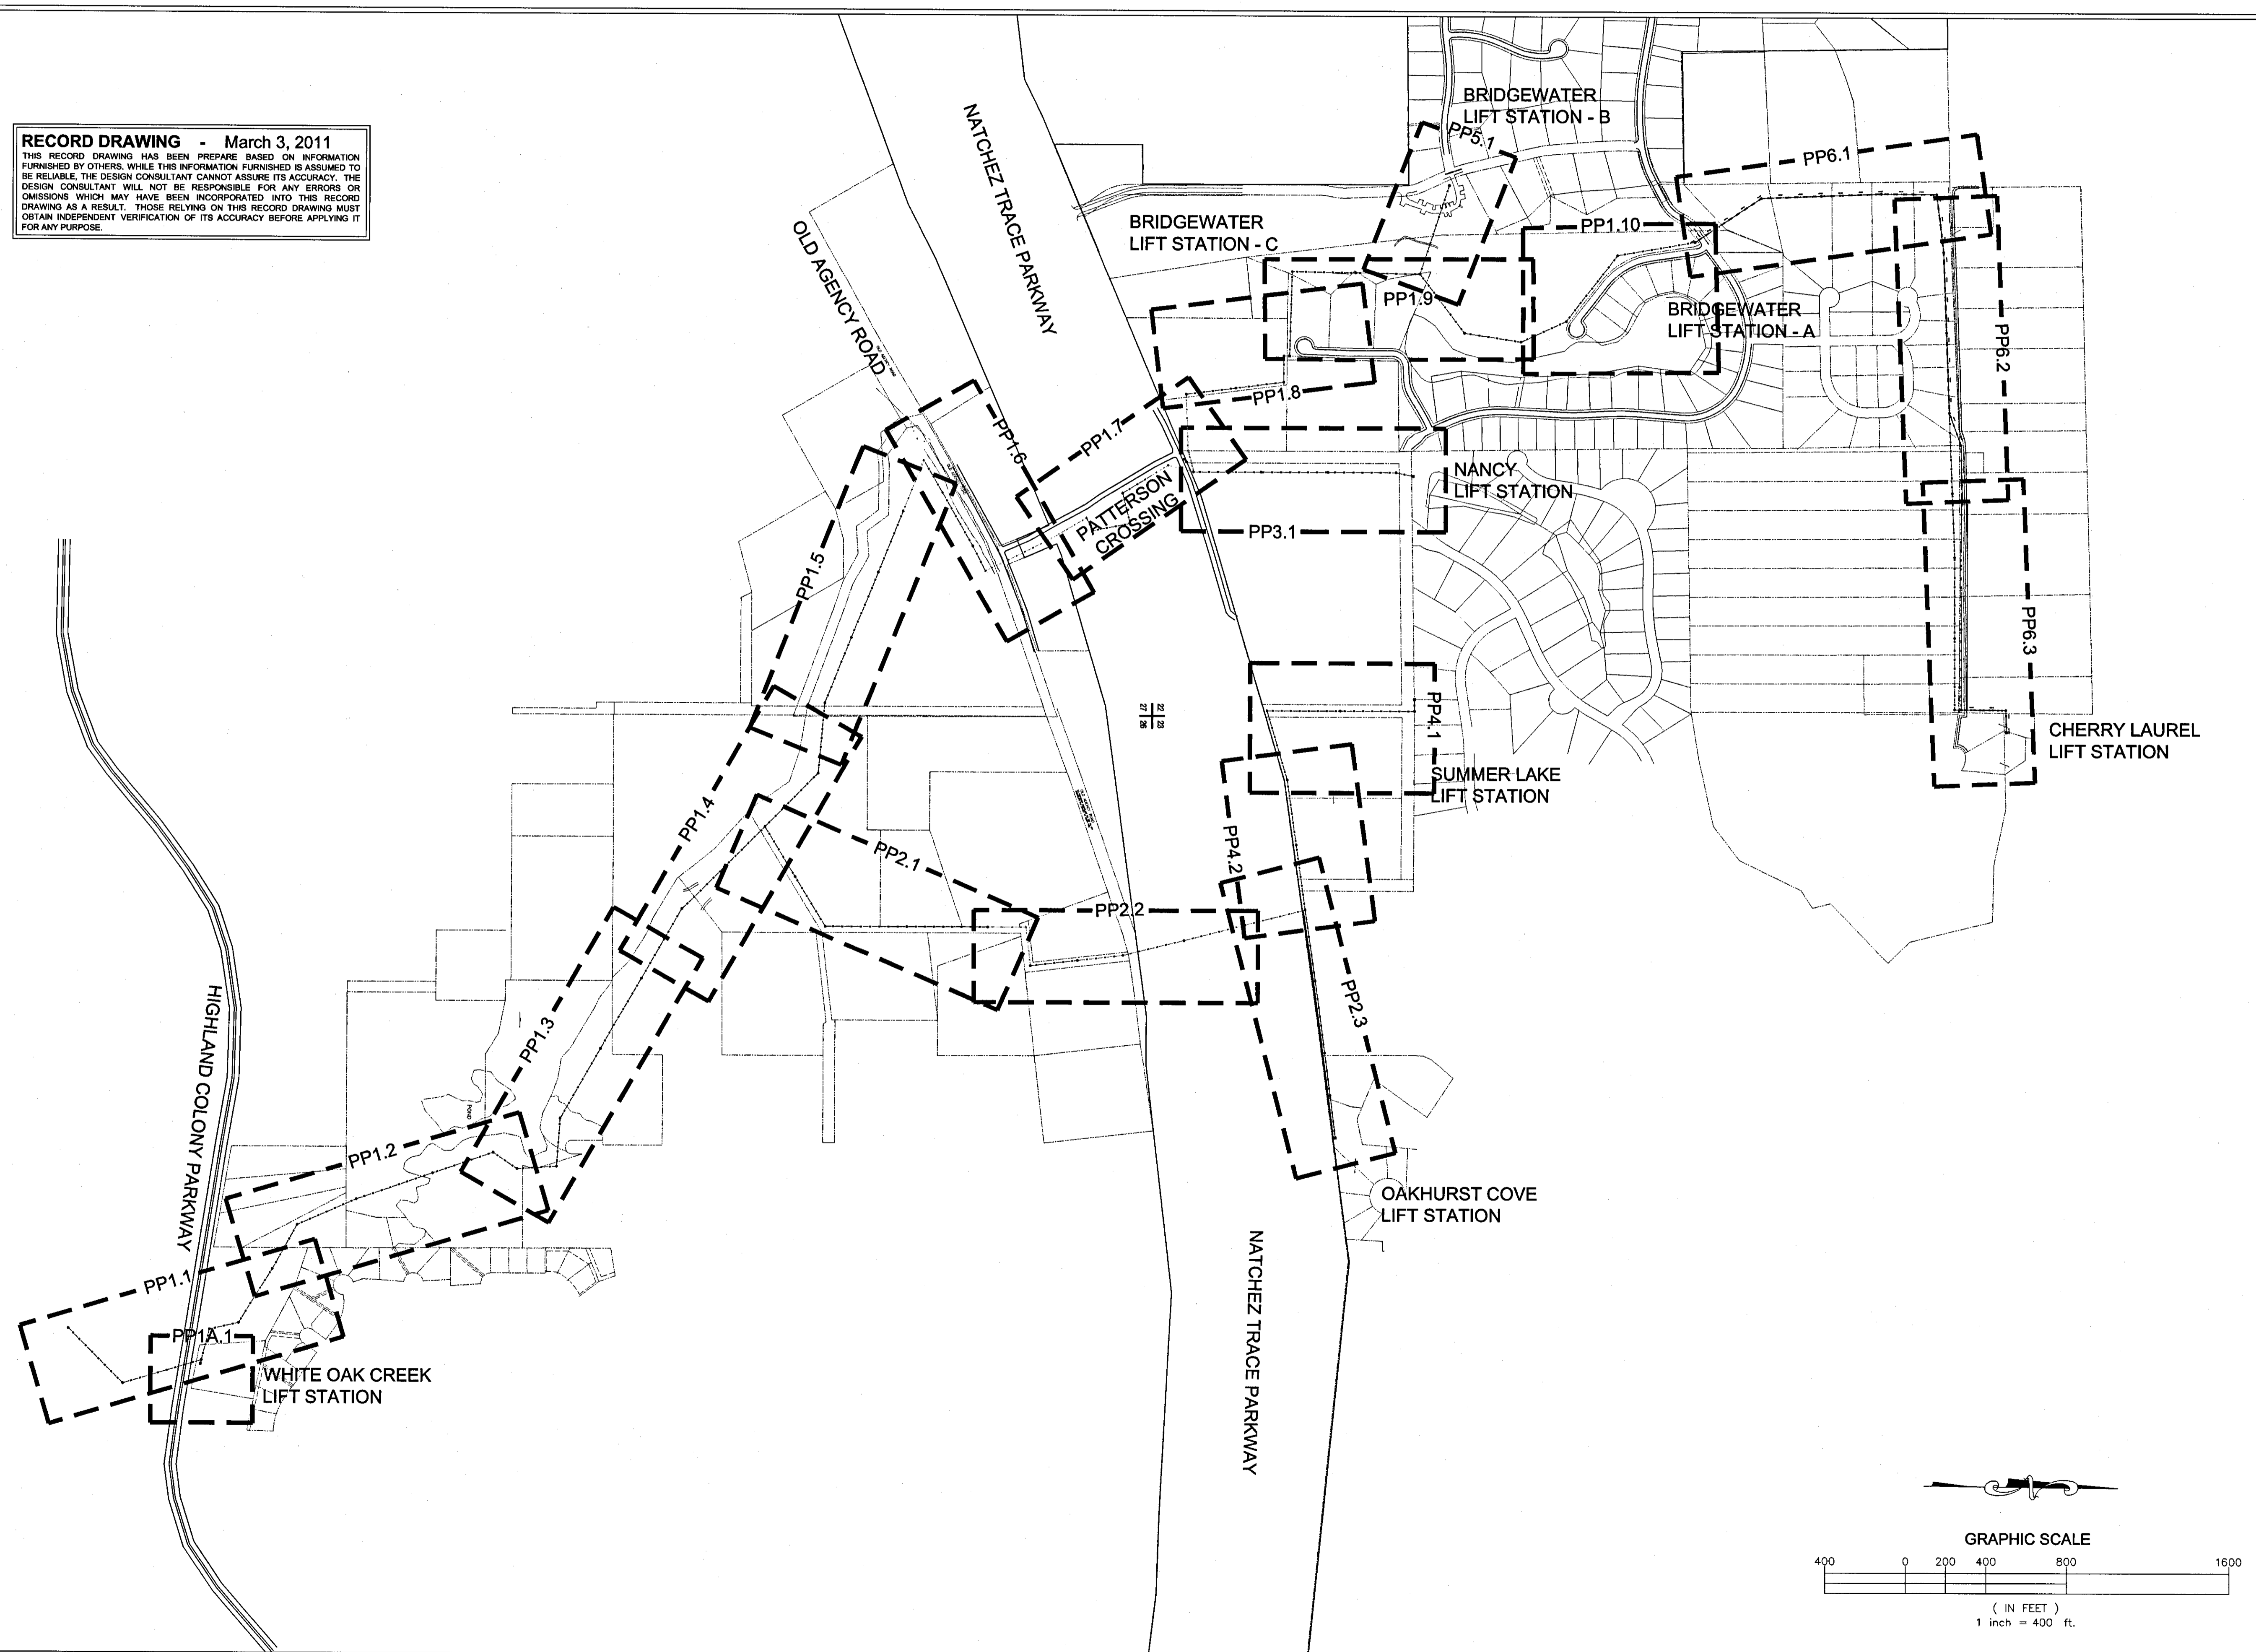 RECORD DRAWING - March 3, 2011
THIS RECORD DRAWING HAS BEEN PREPARE BASED ON INFORMATION
FURNISHED BY OTHERS. WHILE THIS INFORMATION FURNISHED IS ASSUMED TO
BE RELIABLE, THE DESIGN CONSULTANT CANNOT ASSURE ITS ACCURACY. THE
DESIGN CONSULTANT WILL NOT BE RESPONSIBLE FOR ANY ERRORS OR
OMISSIONS WHICH MAY HAVE BEEN INCORPORATED INTO THIS RECORD
DRAWING AS A RESULT. THOSE RELYING ON THIS RECORD DRAWING MUST
OBTAIN INDEPENDENT VERIFICATION OF ITS ACCURACY BEFORE APPLYING IT
FOR ANY PURPOSE.
NATCHEZ TRACE PARKWAY
OLD AGENCY ROAD
BRIDGEWATER
LIFT STATION - B
PP5.1
PP6.1
BRIDGEWATER
LIFT STATION - C
PP1.10
PP1.9
BRIDGEWATER
LIFT STATION - A
PP6.2
PP1.8
PP1.7
PP1.6
PATTERSON
CROSSING
NANCY
LIFT STATION
PP3.1
PP1.5
PP6.3
22 23
27 26
PP4.1
CHERRY LAUREL
LIFT STATION
SUMMER LAKE
LIFT STATION
PP1.4
PP2.1
PP4.2
PP2.2
PP2.3
PP1.3
HIGHLAND COLONY PARKWAY
POND
PP1.2
OAKHURST COVE
LIFT STATION
PP1.1
PP1A.1
WHITE OAK CREEK
LIFT STATION
NATCHEZ TRACE PARKWAY
GRAPHIC SCALE
400 0 200 400 800 1600
( IN FEET )
1 inch = 400 ft.